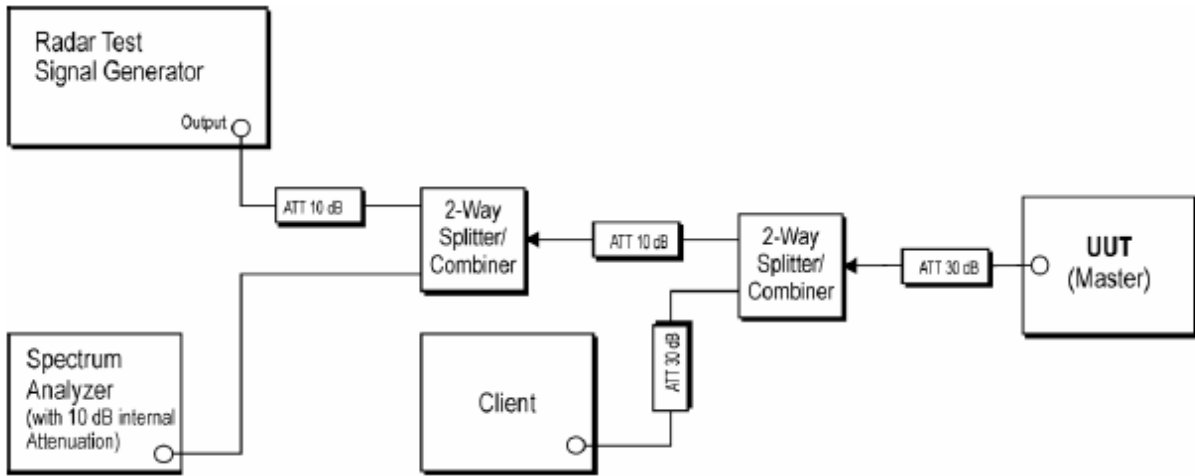 Radar Test
Signal Generator
Output
ATT 10 dB
2-Way
Splitter/
Combiner
ATT 10 dB
2-Way
Splitter/
Combiner
ATT 30 dB
UUT
(Master)
Spectrum
Analyzer
(with 10 dB internal
Attenuation)
Client
ATT 30 dB